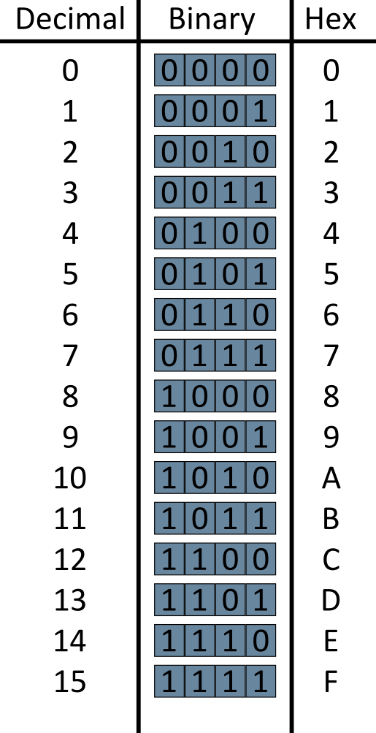 Decimal Binary Hex
0 0000 0
1 0001 1
2 0010 2
3 0011 3
4 0100 4
5 0101 5
6 0110 6
7 0111 7
8 1000 8
9 1001 9
10 1010 A
11 1011 B
12 1100 C
13 1101 D
14 1110 E
15 1111 F